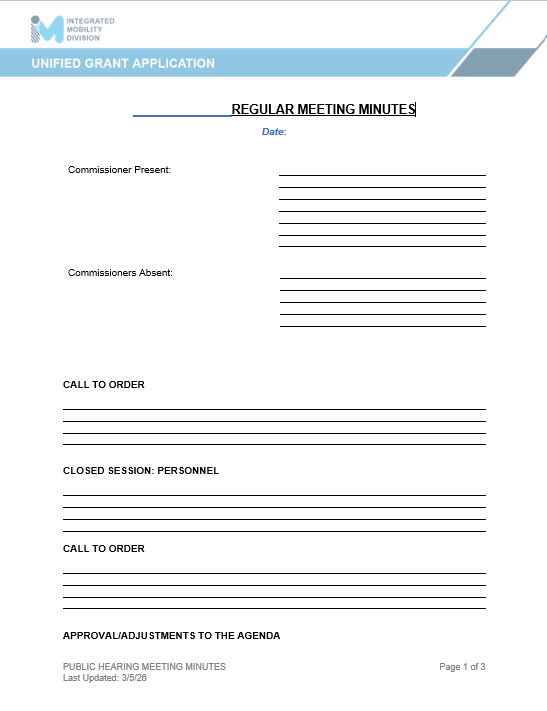 INTEGRATED
MOBILITY
DIVISION
UNIFIED GRANT APPLICATION
REGULAR MEETING MINUTES
Date:
Commissioner Present:
Commissioners Absent:
CALL TO ORDER
CLOSED SESSION: PERSONNEL
CALL TO ORDER
APPROVAL/ADJUSTMENTS TO THE AGENDA
PUBLIC HEARING MEETING MINUTES
Page 1 of 3
Last Updated: 3/5/26